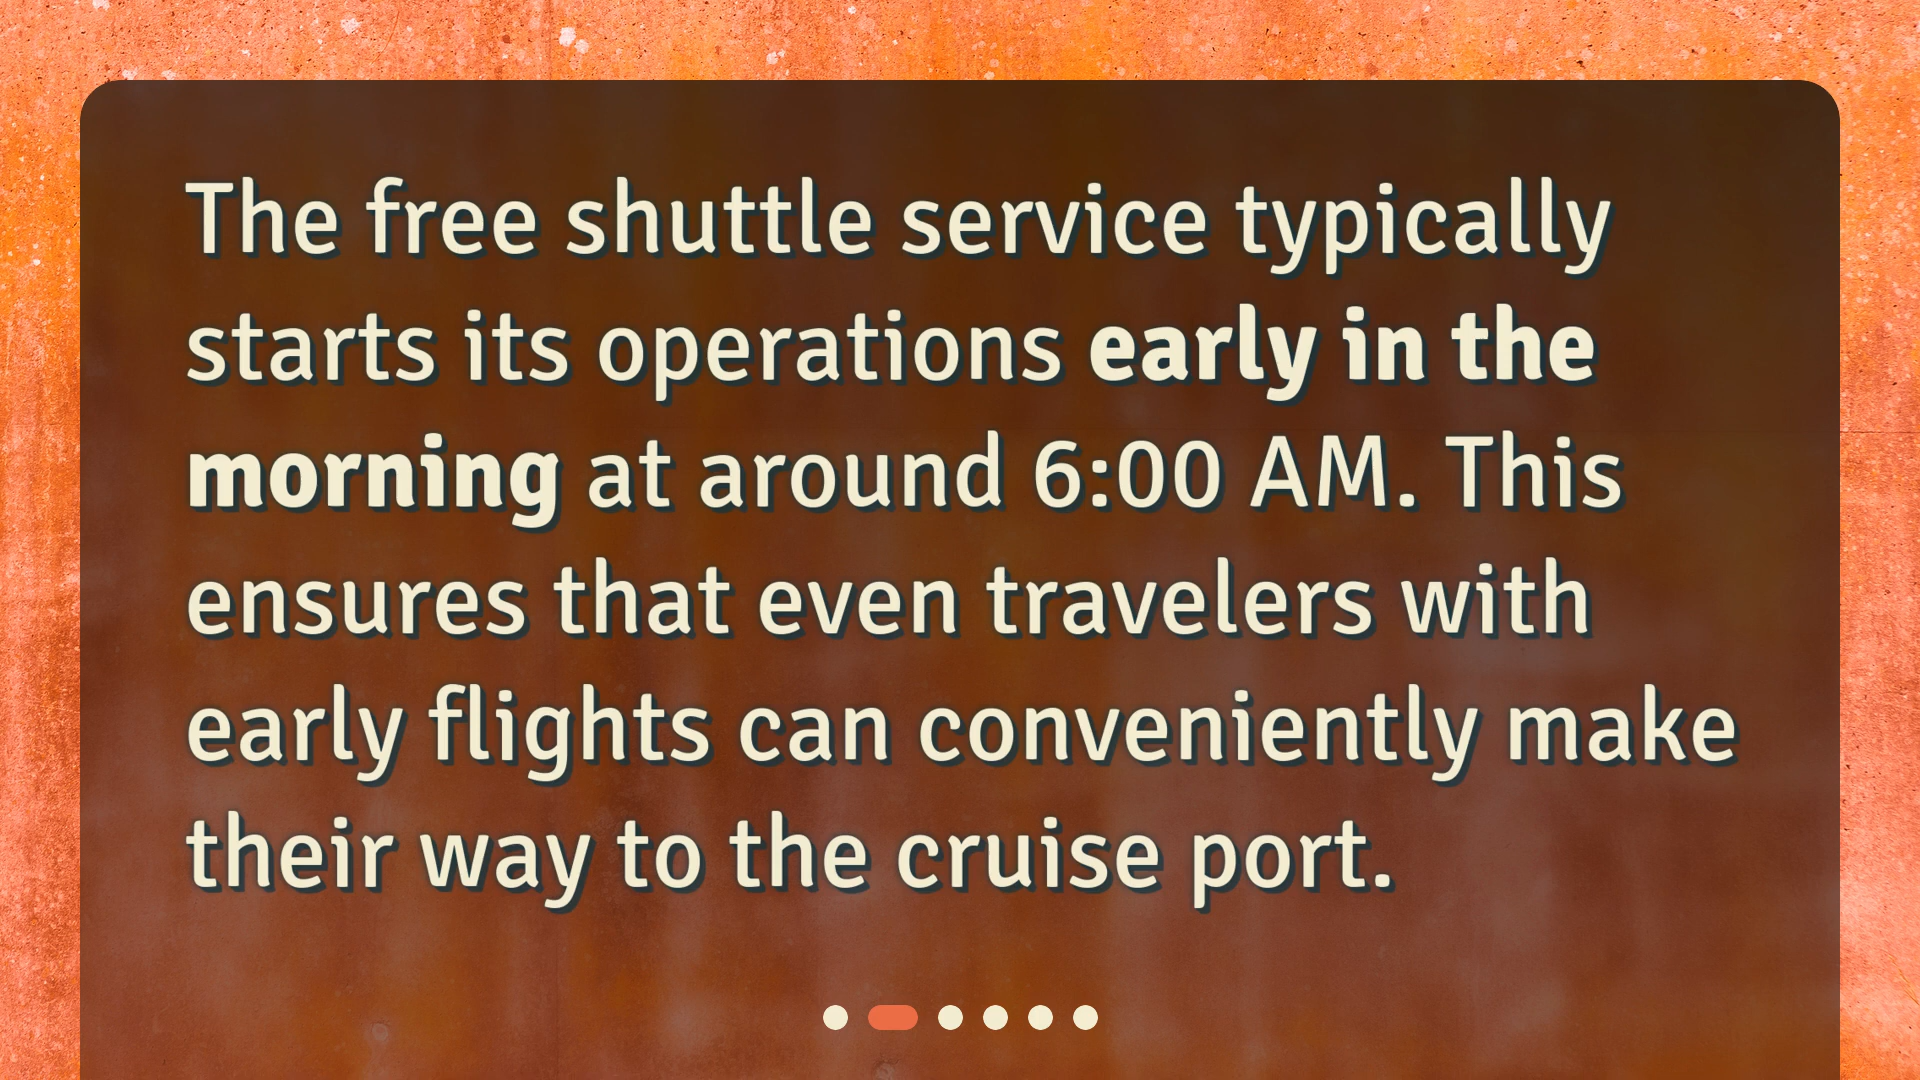 The free shuttle service typically
starts its operations early in the
morning at around 6:00 AM. This
ensures that even travelers with
early flights can conveniently make
their way to the cruise port.